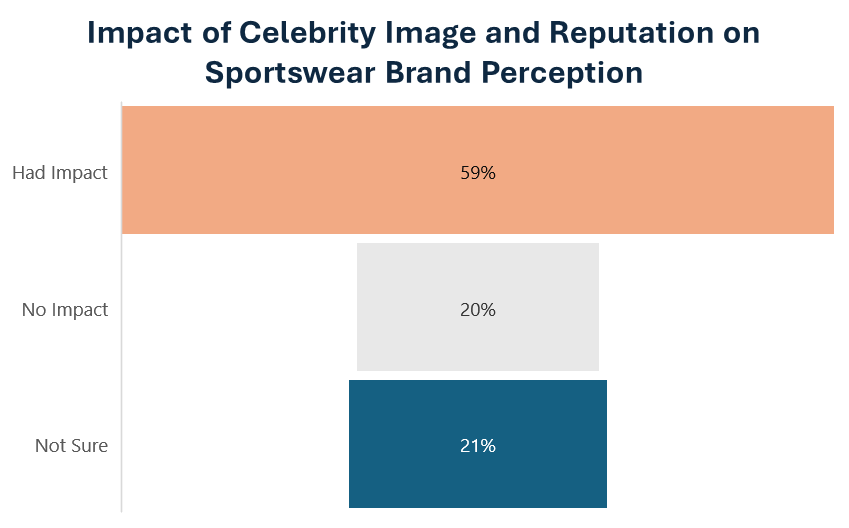 Impact of Celebrity Image and Reputation on
Sportswear Brand Perception
Had Impact
59%
No Impact
20%
Not Sure
21%